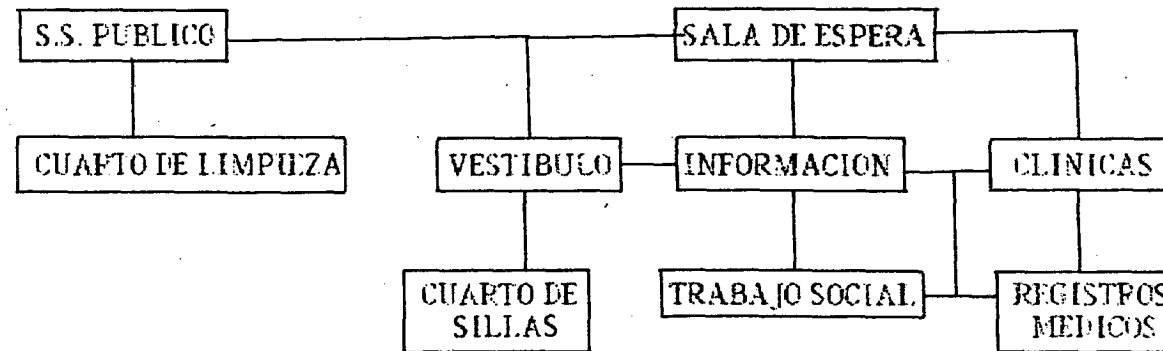 S.S. PUBLICO
SALA DE ESPERA
CUARTO DE LIMPIEZA
VESTIBULO
INFORMACION
CLINICAS
CUARTO DE
SILLAS
TRABAJO SOCIAL
REGISTROS
MEDICOS